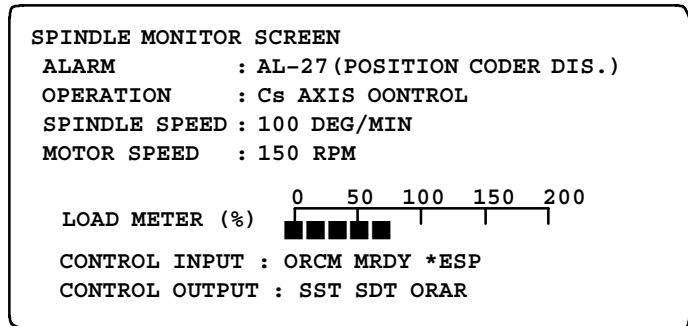 SPINDLE MONITOR SCREEN
ALARM : AL-27(POSITION CODER DIS.)
OPERATION : Cs AXIS OONTROL
SPINDLE SPEED : 100 DEG/MIN
MOTOR SPEED : 150 RPM
0 50 100 150 200
LOAD METER (%)
CONTROL INPUT : ORCM MRDY *ESP
CONTROL OUTPUT : SST SDT ORAR